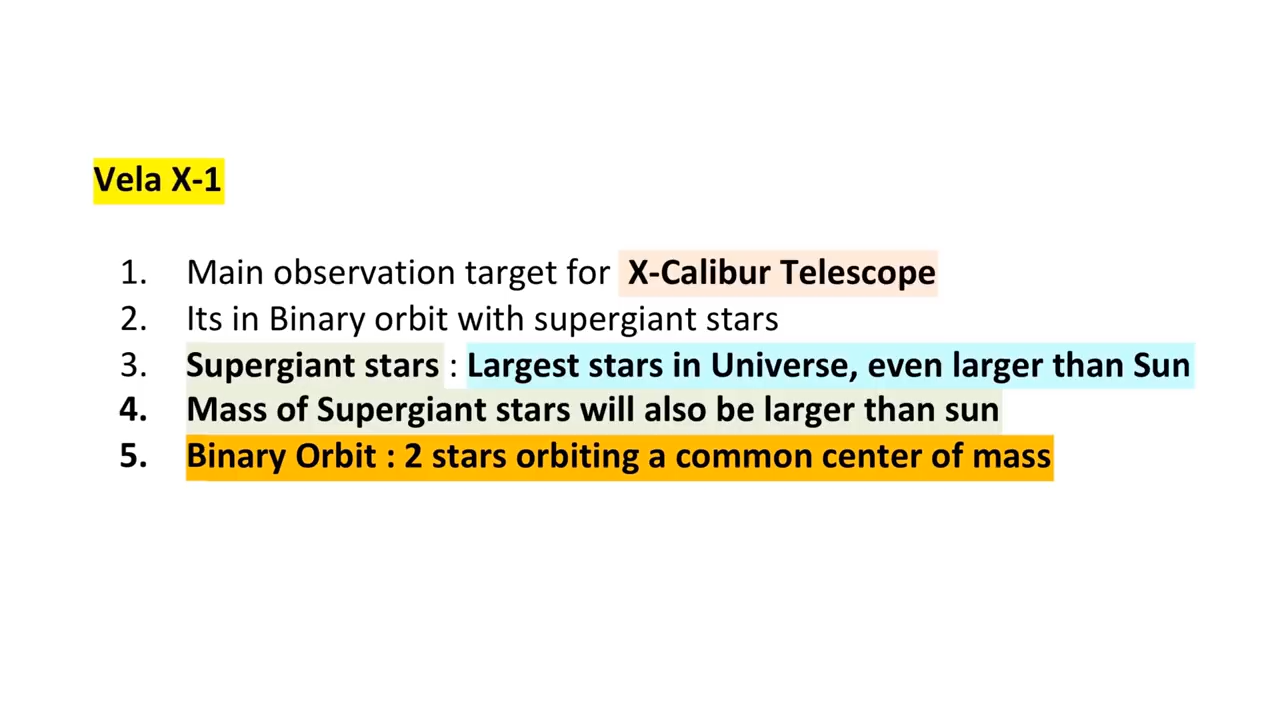 Vela X-1
1. Main observation target for X-Calibur Telescope
2. Its in Binary orbit with supergiant stars
3. Supergiant stars : Largest stars in Universe, even larger than Sun
4. Mass of Supergiant stars will also be larger than sun
5. Binary Orbit : 2 stars orbiting a common center of mass